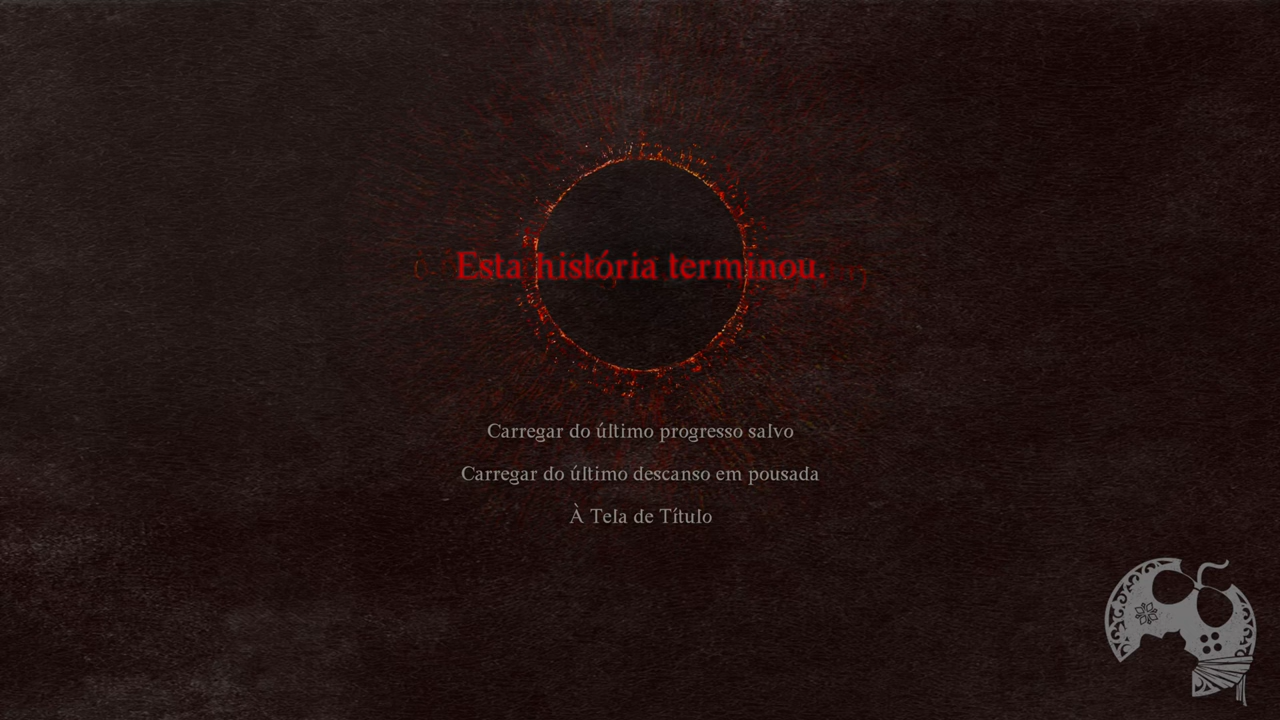 Esta história terminou.
Carregar do último progresso salvo
Carregar do último descanso em pousada
À Tela de Título